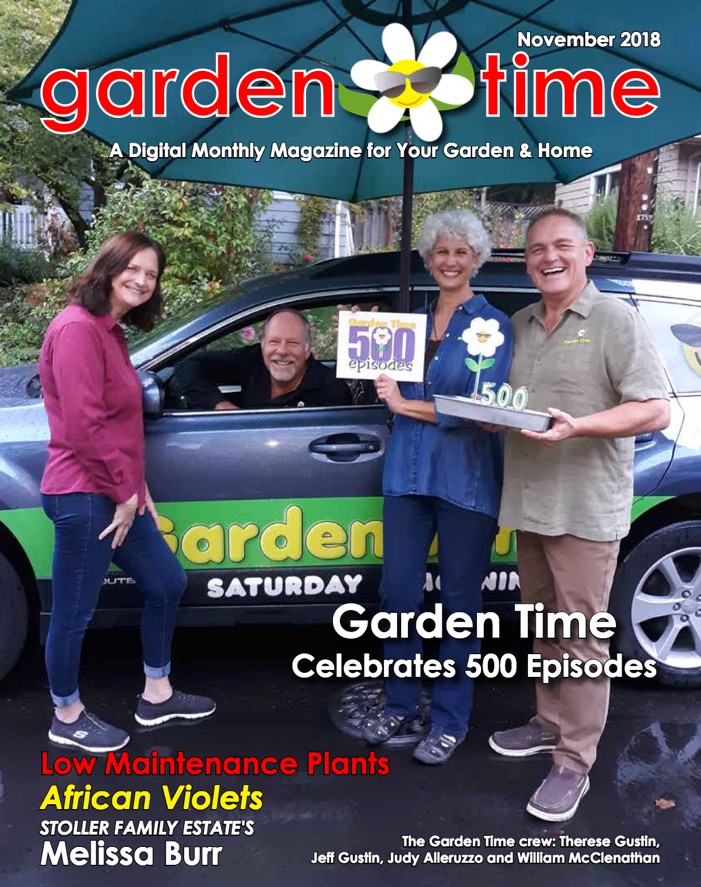 November 2018
garden time
A Digital Monthly Magazine for Your Garden & Home
1757
Garden Time
500
episodes
500
Garden
SATURDAY
Garden Time
Celebrates 500 Episodes
Low Maintenance Plants
African Violets
STOLLER FAMILY ESTATE'S
Melissa Burr
The Garden Time crew: Therese Gustin,
Jeff Gustin, Judy Alleruzzo and William McClenathan